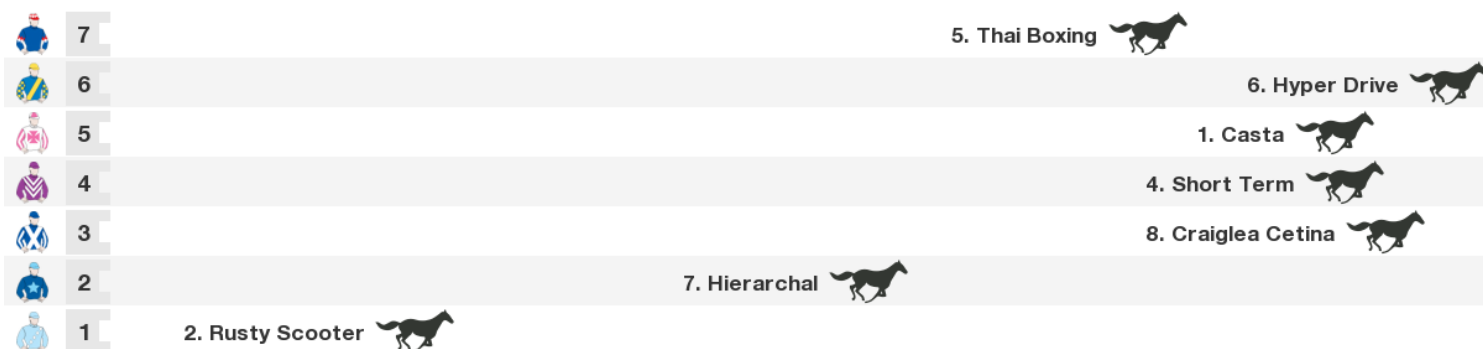 7 5. Thai Boxing
6 6. Hyper Drive
5 1. Casta
4 4. Short Term
3 8. Craiglea Cetina
2 7. Hierarchal
1 2. Rusty Scooter